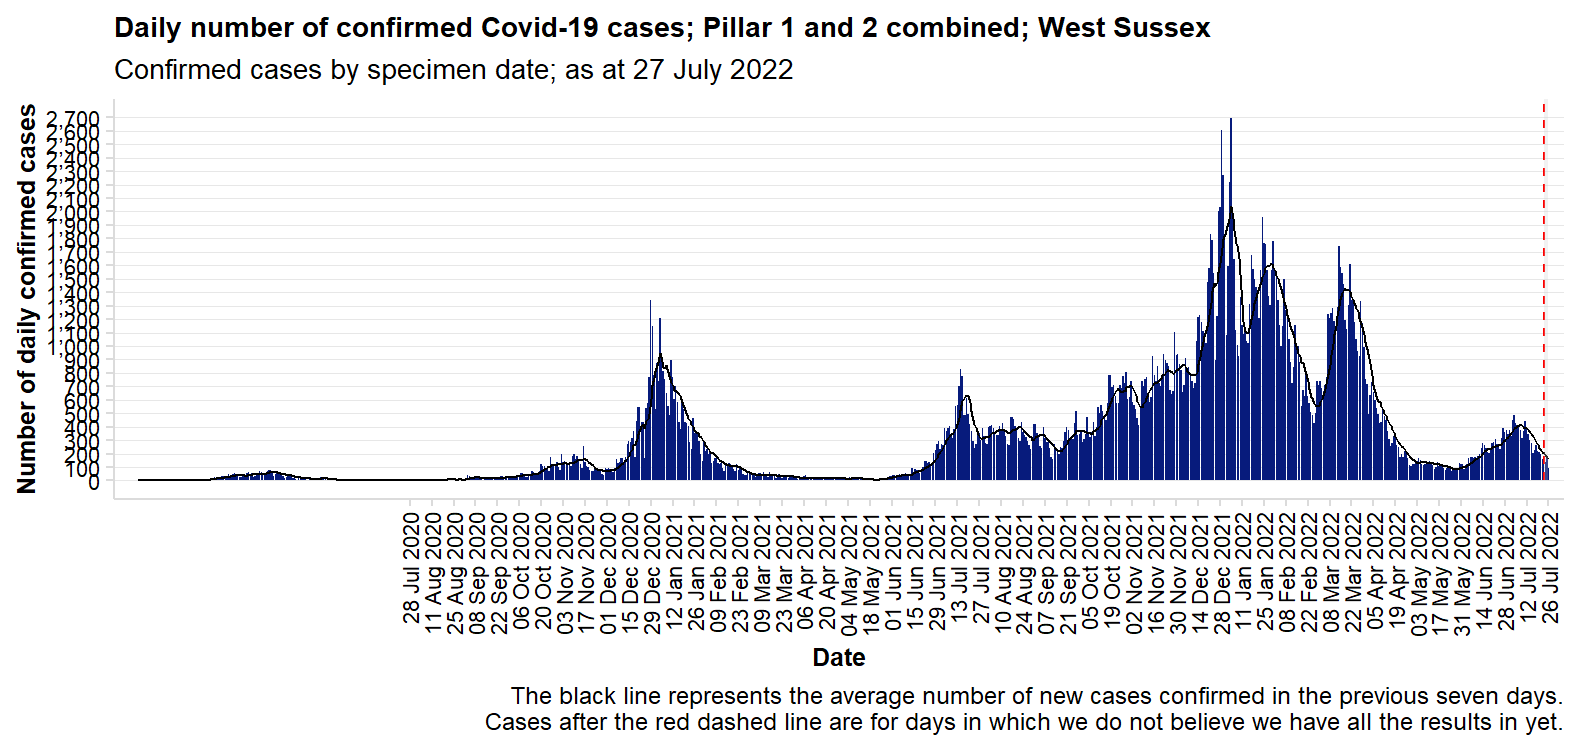 Daily number of confirmed Covid-19 cases; Pillar 1 and 2 combined; West Sussex
Confirmed cases by specimen date; as at 27 July 2022
Number of daily confirmed cases
2,700
2,600
2,500
2,400
2,300
2,200
2,100
2,000
1,900
1,800
1,700
1,600
1,500
1,400
1,300
1,200
1,100
1,000
900
800
700
600
500
400
300
200
100
0
28 Jul 2020
11 Aug 2020
25 Aug 2020
08 Sep 2020
22 Sep 2020
06 Oct 2020
20 Oct 2020
03 Nov 2020
17 Nov 2020
01 Dec 2020
15 Dec 2020
29 Dec 2020
12 Jan 2021
26 Jan 2021
09 Feb 2021
23 Feb 2021
09 Mar 2021
23 Mar 2021
06 Apr 2021
20 Apr 2021
04 May 2021
18 May 2021
01 Jun 2021
15 Jun 2021
29 Jun 2021
13 Jul 2021
27 Jul 2021
10 Aug 2021
24 Aug 2021
07 Sep 2021
21 Sep 2021
05 Oct 2021
19 Oct 2021
02 Nov 2021
16 Nov 2021
30 Nov 2021
14 Dec 2021
28 Dec 2021
11 Jan 2022
25 Jan 2022
08 Feb 2022
22 Feb 2022
08 Mar 2022
22 Mar 2022
05 Apr 2022
19 Apr 2022
03 May 2022
17 May 2022
31 May 2022
14 Jun 2022
28 Jun 2022
12 Jul 2022
26 Jul 2022
Date
The black line represents the average number of new cases confirmed in the previous seven days.
Cases after the red dashed line are for days in which we do not believe we have all the results in yet.